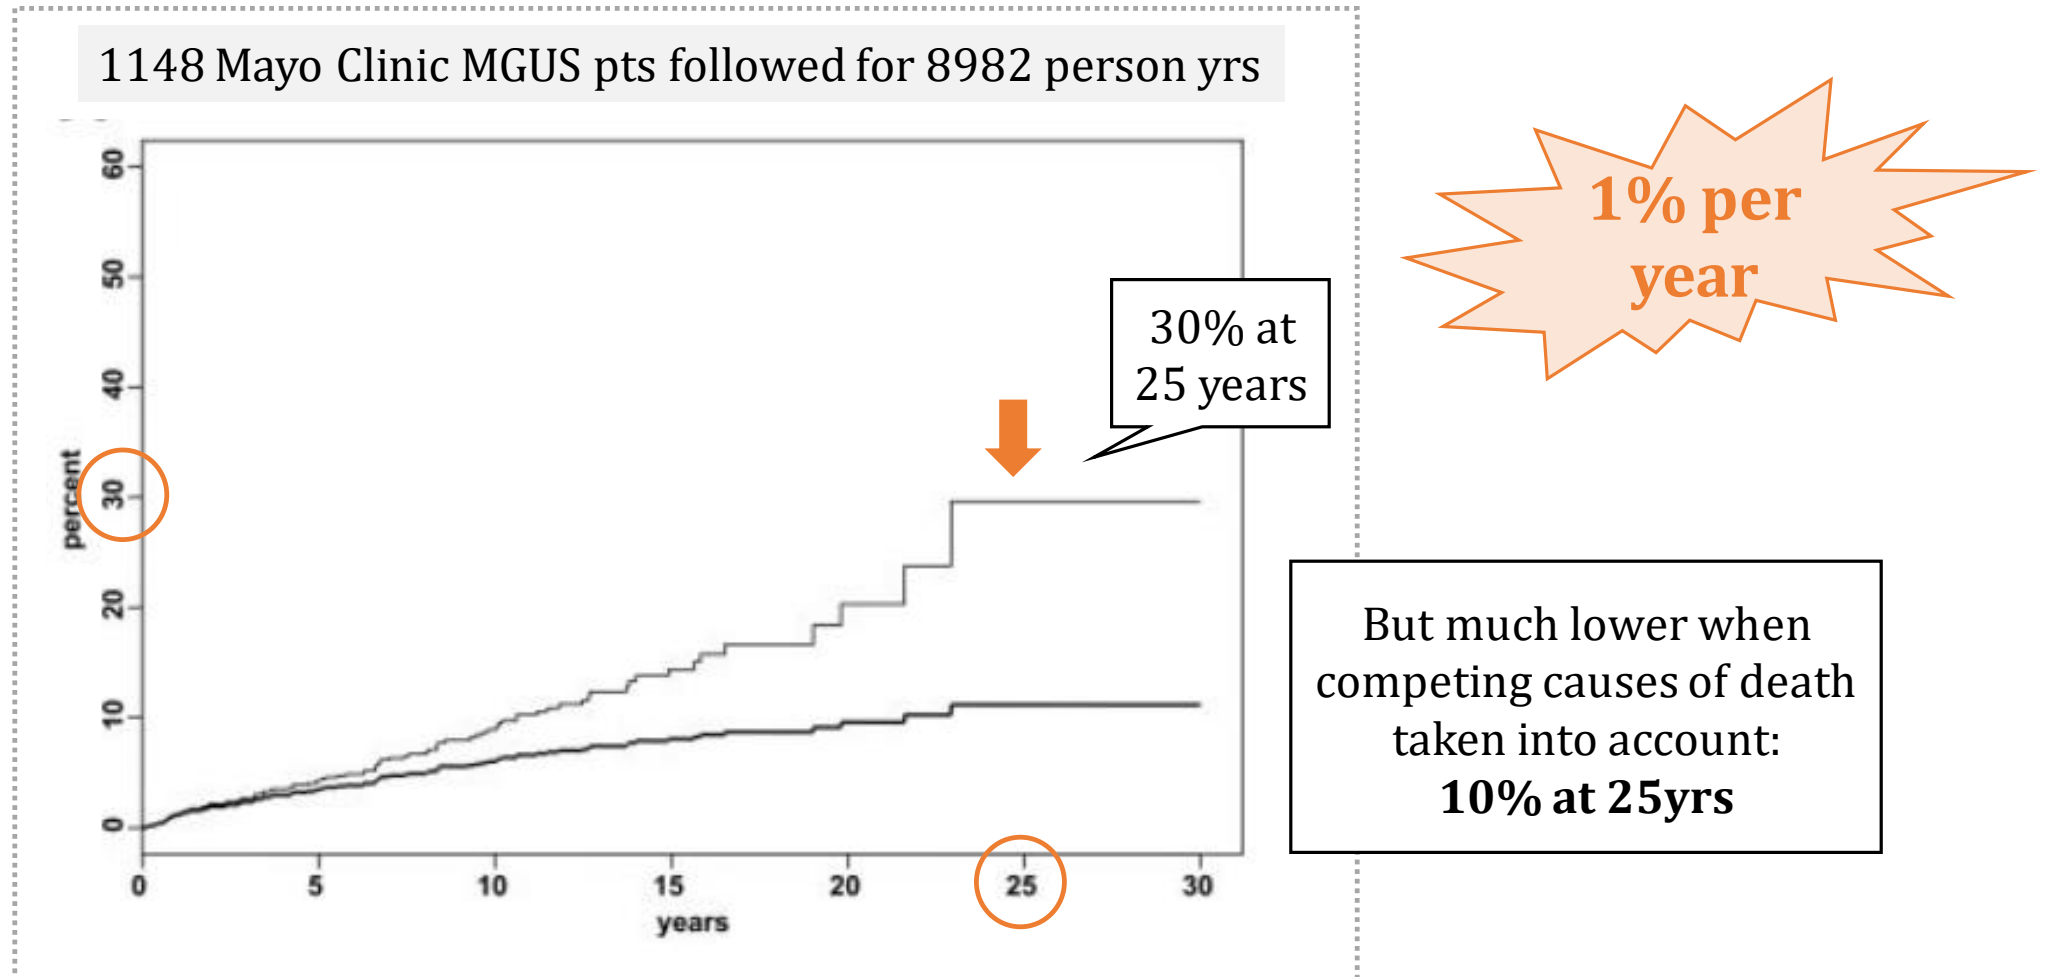 1148 Mayo Clinic MGUS pts followed for 8982 person yrs
1% per
year
60
50
40
30
20
10
0
percent
30% at
25 years
But much lower when
competing causes of death
taken into account:
10% at 25yrs
0 5 10 15 20 25 30
years